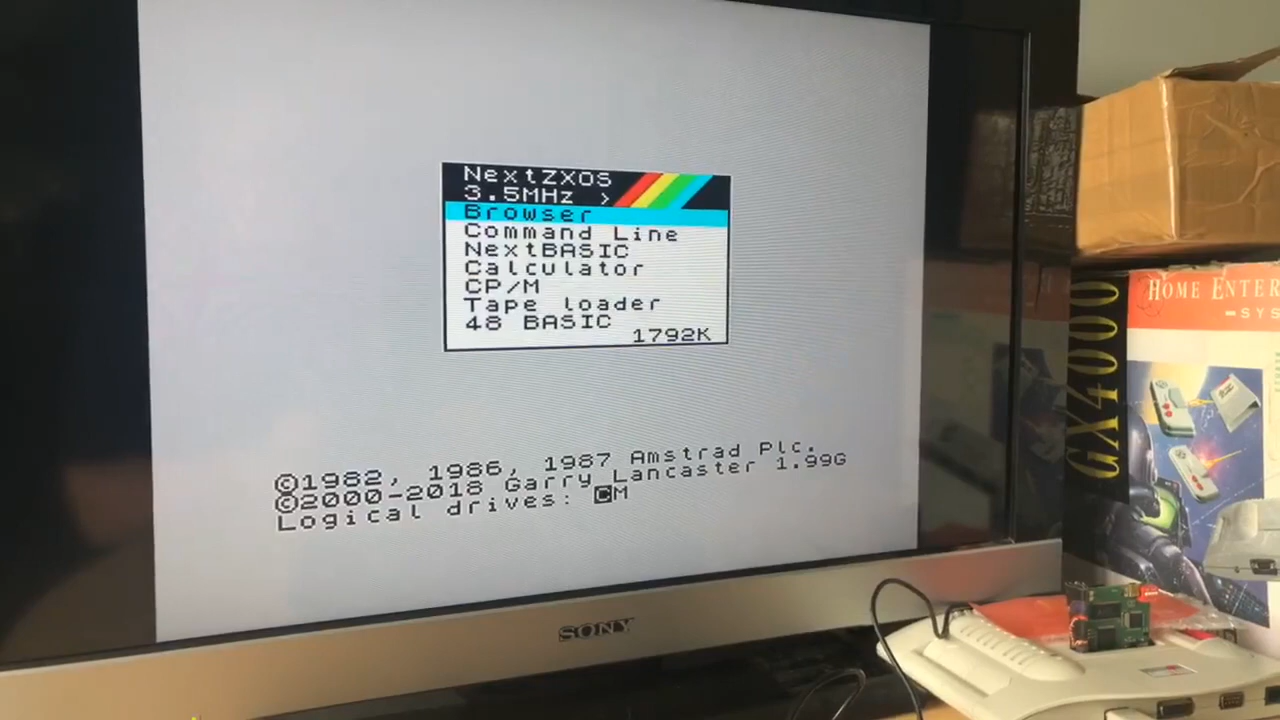 NextZXOS
3.5MHz >
Browser
Command Line
NextBASIC
Calculator
CP/M
Tape loader
48 BASIC
1792K
©1982, 1986, 1987 Amstrad Plc.
©2000-2018 Garry Lancaster 1.99G
Logical drives: CM
SONY
GX4000
HOME ENTER
-SYS